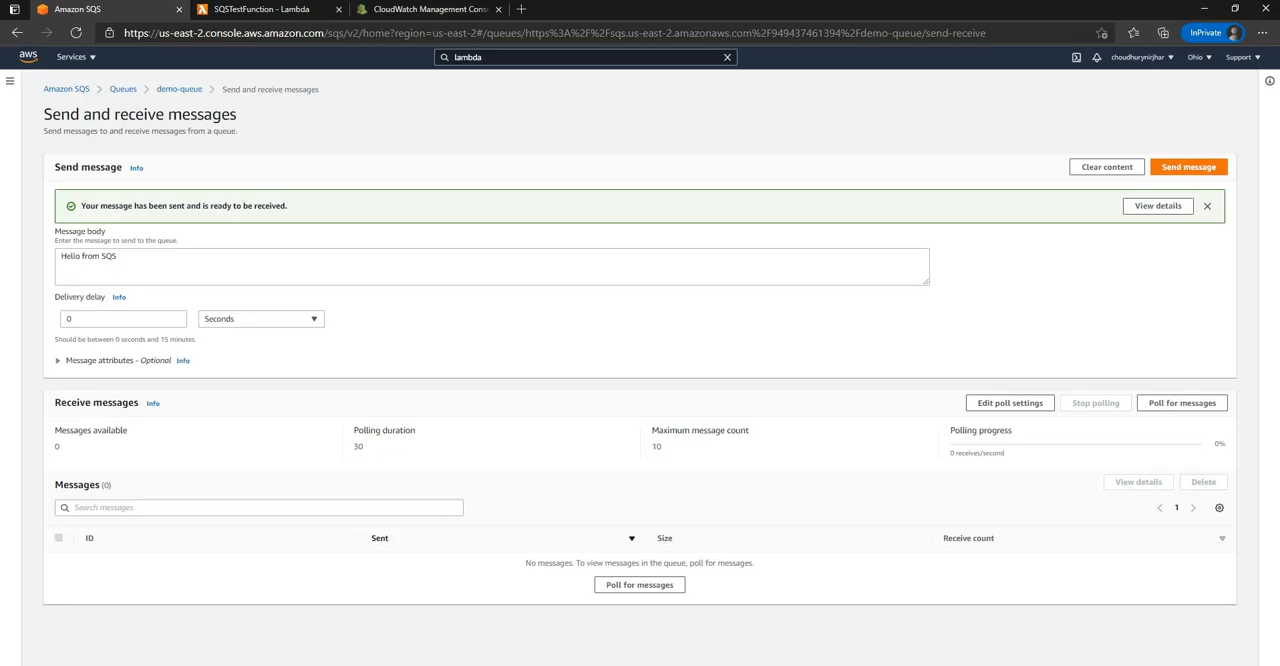 Amazon SQS
SQSTestFunction - Lambda
CloudWatch Management Cons
https://us-east-2.console.aws.amazon.com/sqs/v2/home?region=us-east-2#/queues/https%3A%2F%2Fsqs.us-east-2.amazonaws.com%2F949437461394%2Fdemo-queue/send-receive
InPrivate
aws
Services
lambda
choudhurynirjhar
Ohio
Support
Amazon SQS
Queues
demo-queue
Send and receive messages
Send and receive messages
Send messages to and receive messages from a queue.
Send message Info
Clear content
Send message
Your message has been sent and is ready to be received.
View details
Message body
Enter the message to send to the queue.
Hello from SQS
Delivery delay Info
0
Seconds
Should be between 0 seconds and 15 minutes.
Message attributes - Optional Info
Receive messages Info
Edit poll settings
Stop polling
Poll for messages
Messages available
Polling duration
Maximum message count
Polling progress
0
30
10
0%
0 receives/second
Messages (0)
View details
Delete
Search messages
1
ID
Sent
Size
Receive count
No messages. To view messages in the queue, poll for messages.
Poll for messages